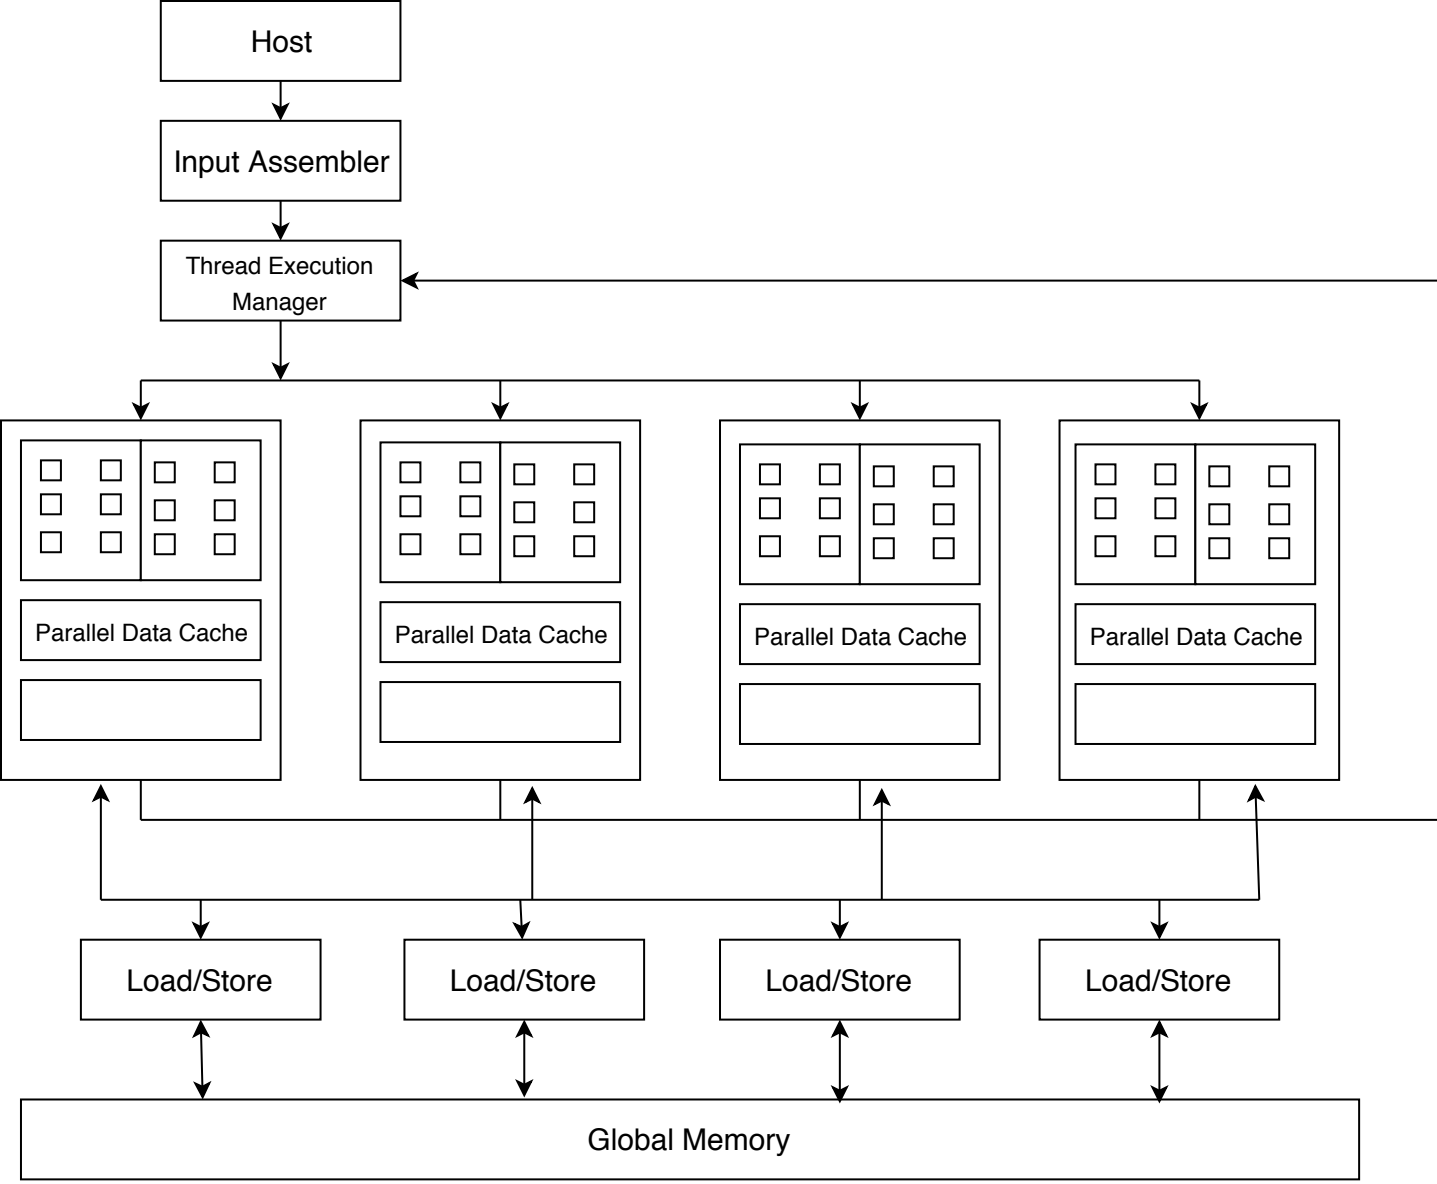 Host
Input Assembler
Thread Execution
Manager
Parallel Data Cache
Parallel Data Cache
Parallel Data Cache
Parallel Data Cache
Load/Store
Load/Store
Load/Store
Load/Store
Global Memory